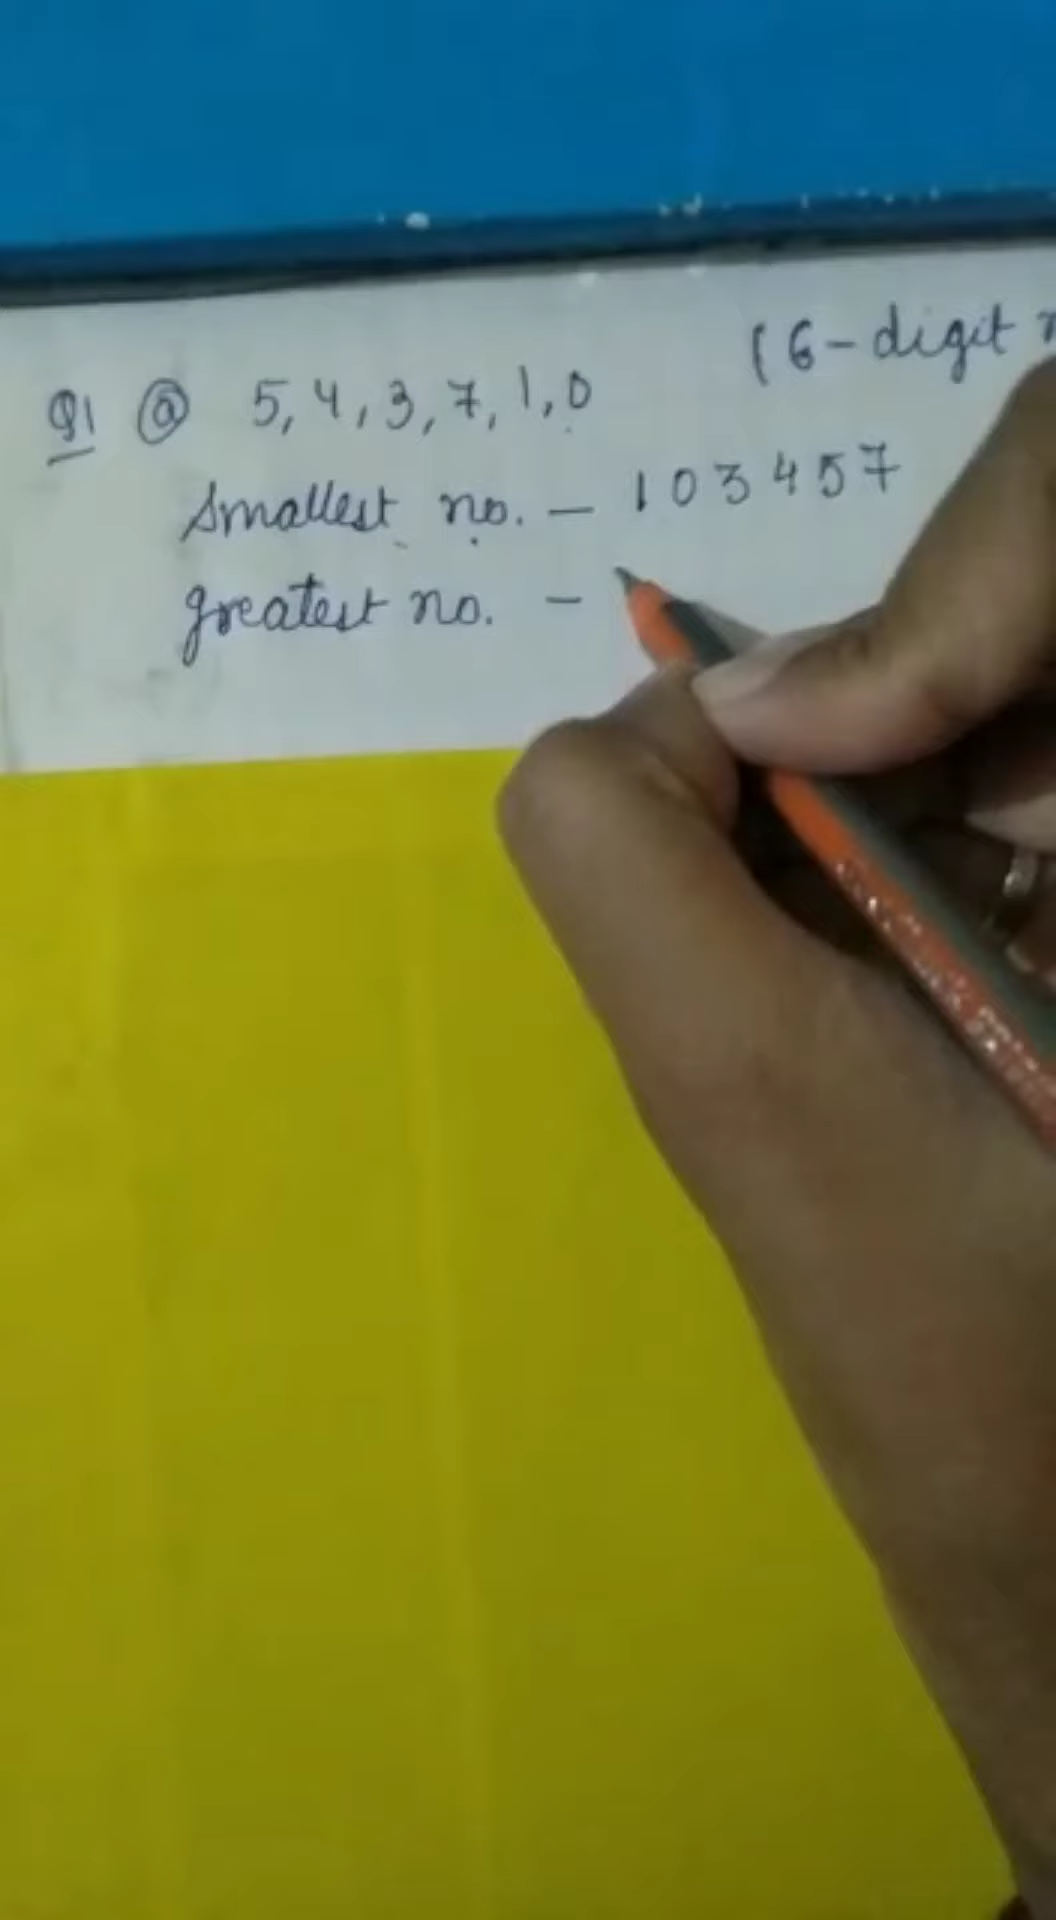 (6-digit
Q1 (a) 5, 4, 3, 7, 1, 0
Smallest no. — 103457
greatest no. -